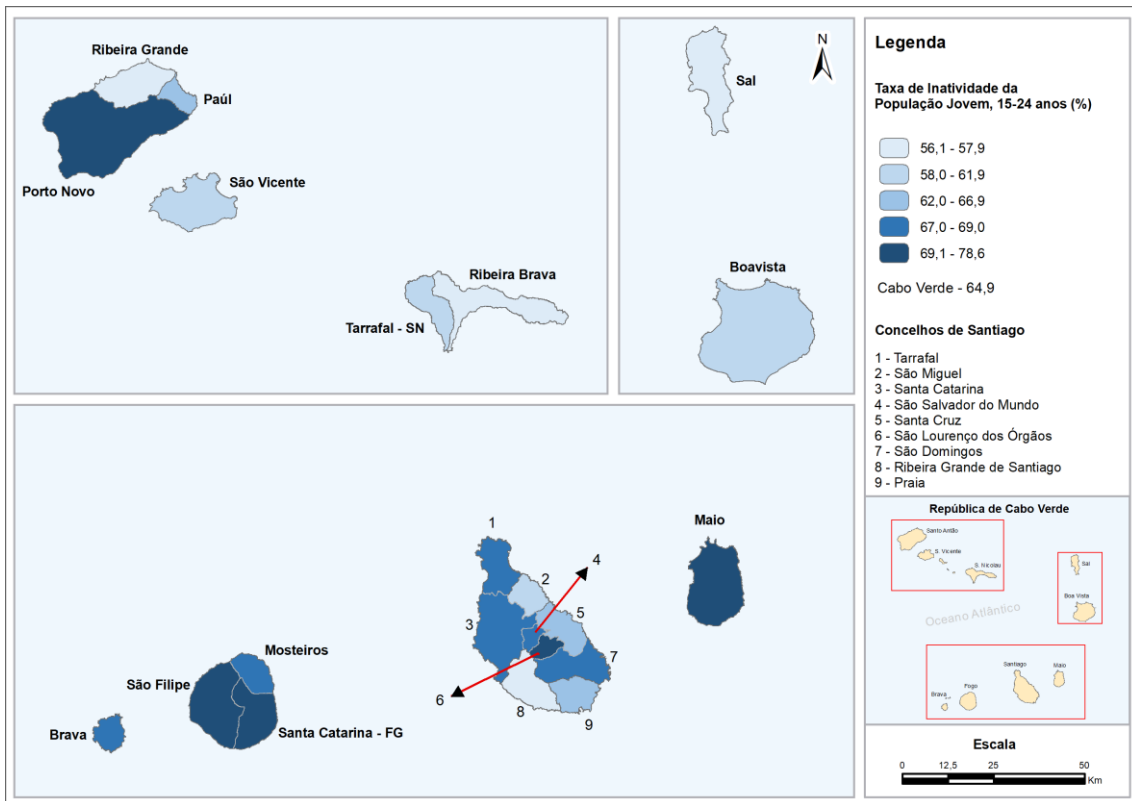 Ribeira Grande
Paúl
Porto Novo
São Vicente
Ribeira Brava
Tarrafal - SN
Sal
N
Boavista
Legenda
Taxa de Inatividade da
População Jovem, 15-24 anos (%)
56,1 - 57,9
58,0 - 61,9
62,0 - 66,9
67,0 - 69,0
69,1 - 78,6
Cabo Verde - 64,9
Concelhos de Santiago
1 - Tarrafal
2 - São Miguel
3 - Santa Catarina
4 - São Salvador do Mundo
5 - Santa Cruz
6 - São Lourenço dos Órgãos
7 - São Domingos
8 - Ribeira Grande de Santiago
9 - Praia
Maio
1
4
2
5
3
7
6
8
9
Mosteiros
São Filipe
Santa Catarina - FG
Brava
República de Cabo Verde
Santo Antão
S. Vicente
S. Nicolau
Sal
Boa Vista
Oceano Atlântico
Santiago
Maio
Fogo
Brava
Escala
0 12,5 25 50
Km